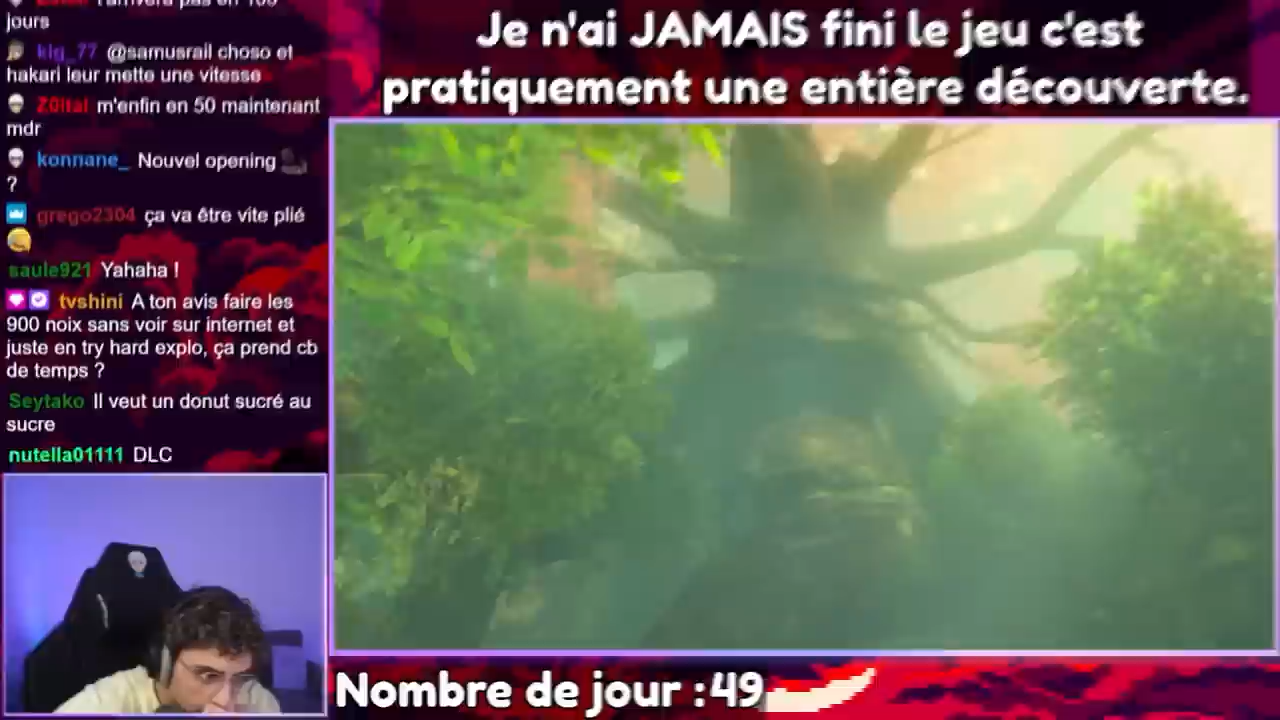 jours
klg_77 @samusrail choso et
hakari leur mette une vitesse
Z0ltal m'enfin en 50 maintenant
mdr
konnane_ Nouvel opening
?
grego2304 ça va être vite plié
saule921 Yahaha !
tvshini A ton avis faire les
900 noix sans voir sur internet et
juste en try hard explo, ça prend cb
de temps ?
Seytako Il veut un donut sucré au
sucre
nutella01111 DLC
Je n'ai JAMAIS fini le jeu c'est
pratiquement une entière découverte.
Nombre de jour :49